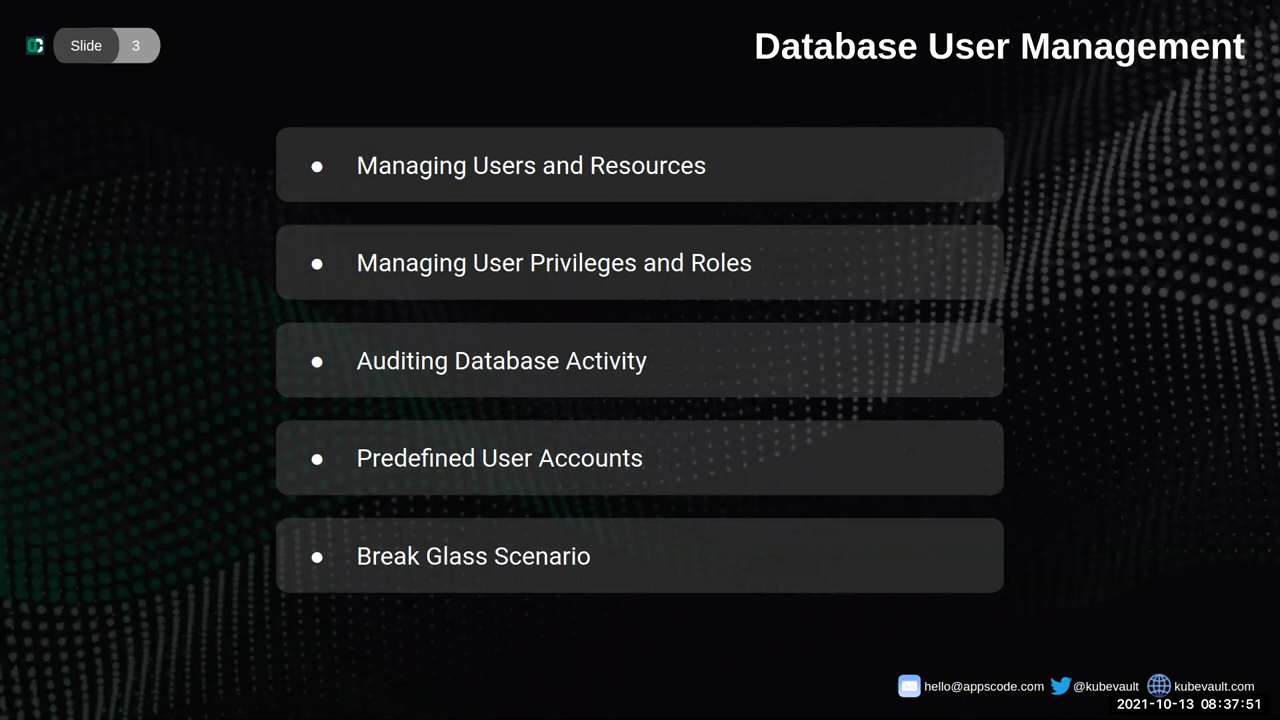 Slide 3
Database User Management
● Managing Users and Resources
● Managing User Privileges and Roles
● Auditing Database Activity
● Predefined User Accounts
● Break Glass Scenario
hello@appscode.com @kubevault kubevault.com
2021-10-13 08:37:51